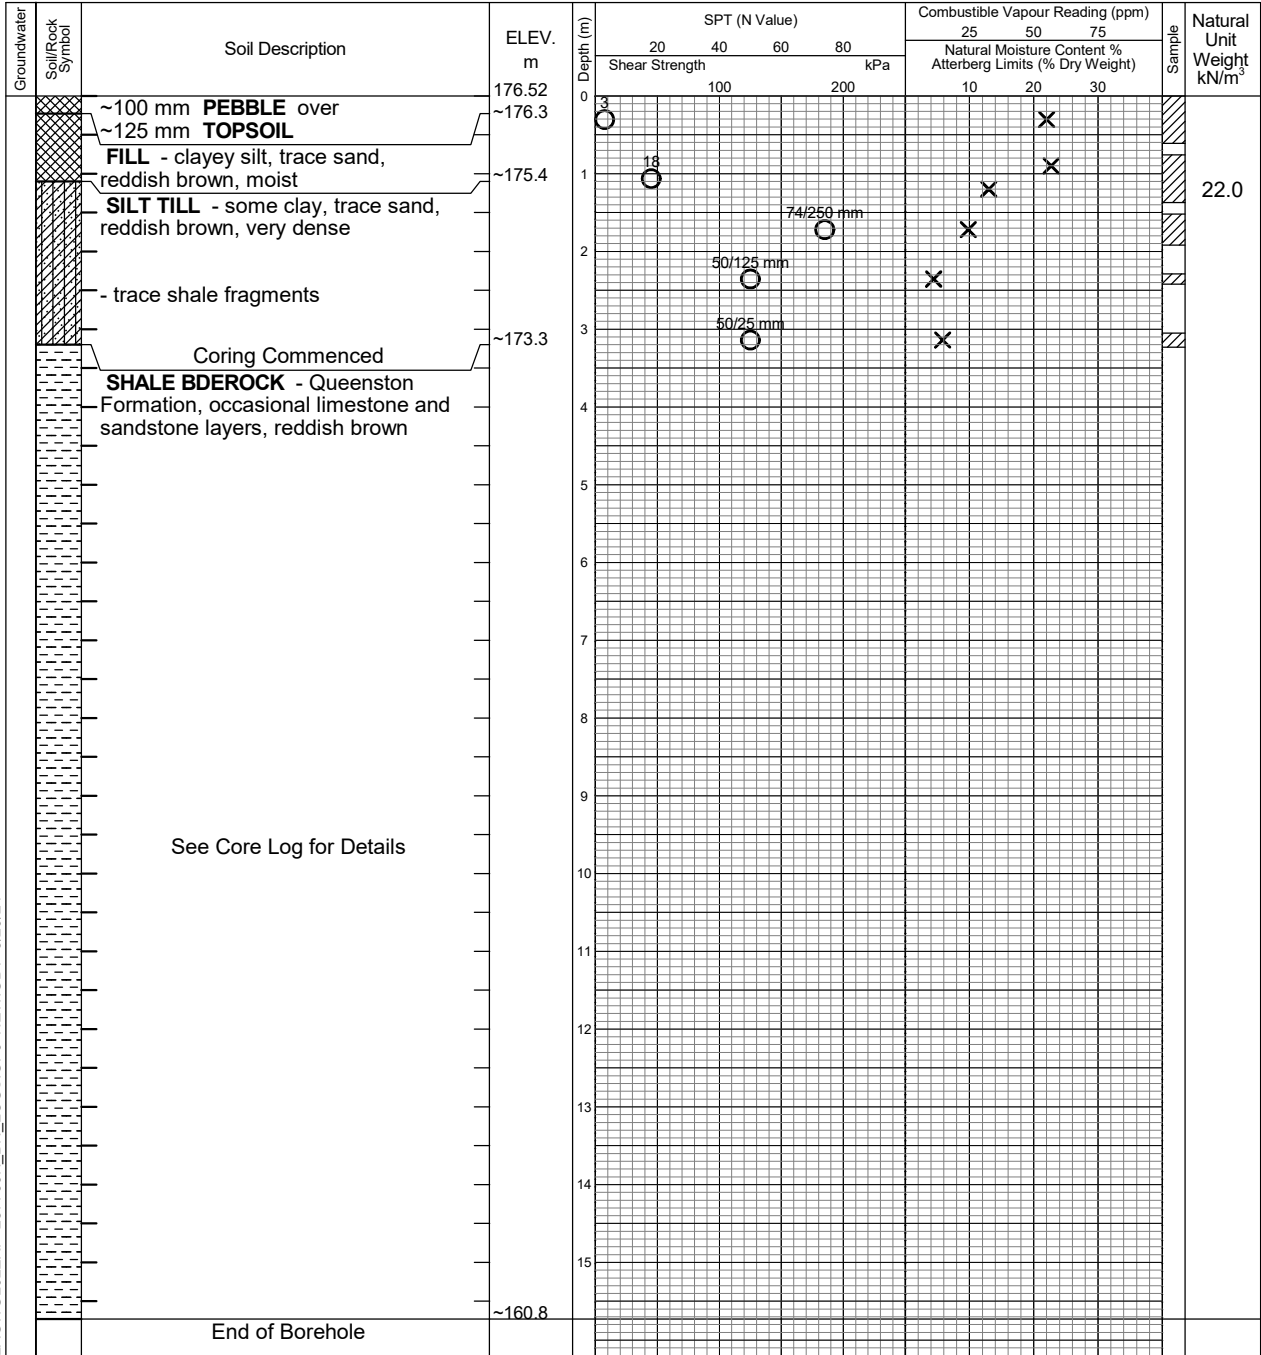 Groundwater
Soil/Rock
Symbol
Soil Description
ELEV.
m
176.52
Depth (m)
SPT (N Value)
20 40 60 80
Shear Strength kPa
100 200
Combustible Vapour Reading (ppm)
25 50 75
Natural Moisture Content %
Atterberg Limits (% Dry Weight)
10 20 30
Sample
Natural
Unit
Weight
kN/m³
0
~100 mm PEBBLE over
~176.3
3
~125 mm TOPSOIL
FILL - clayey silt, trace sand,
reddish brown, moist
18
~175.4
1
22.0
SILT TILL - some clay, trace sand,
reddish brown, very dense
74/250 mm
2
50/125 mm
- trace shale fragments
50/25 mm
3
~173.3
Coring Commenced
SHALE BDEROCK - Queenston
Formation, occasional limestone and
sandstone layers, reddish brown
4
5
6
7
8
9
See Core Log for Details
10
11
12
13
14
15
~160.8
End of Borehole